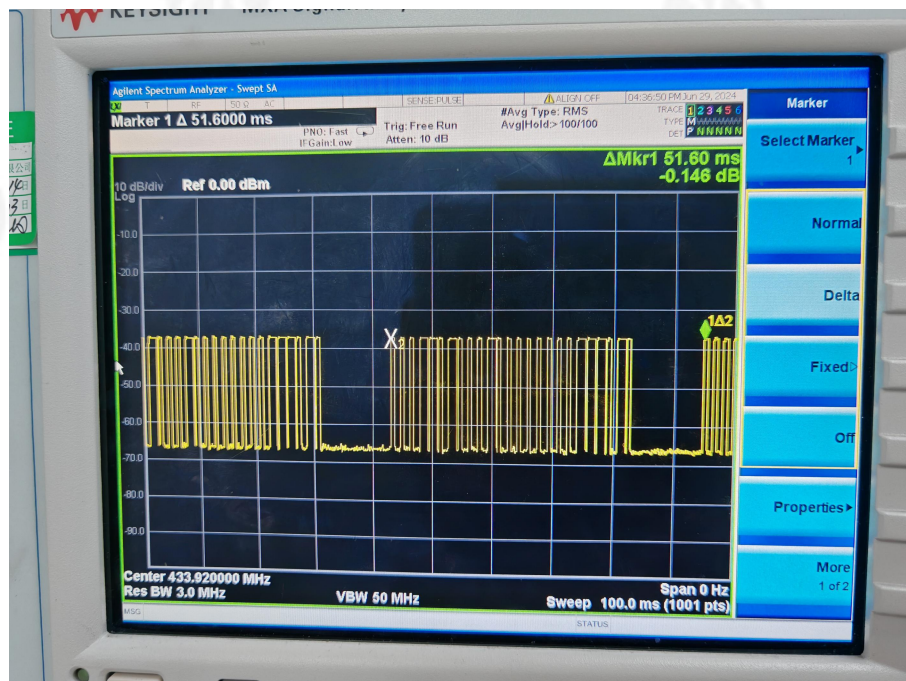 KEYSIGHT
Agilent Spectrum Analyzer - Swept SA
T RF 50 Ω AC SENSE:PULSE ALIGN OFF 04:36:50 PM Jun 29, 2024
Marker 1 Δ 51.6000 ms
PNO: Fast
IFGain:Low
Trig: Free Run
Atten: 10 dB
#Avg Type: RMS
Avg|Hold:>100/100
TRACE 1 2 3 4 5 6
TYPE M
DET P N N N N N
ΔMkr1 51.60 ms
-0.146 dB
10 dB/div Ref 0.00 dBm
Log
-10.0
-20.0
-30.0
-40.0
-50.0
-60.0
-70.0
-80.0
-90.0
X2
1Δ2
Center 433.920000 MHz
Res BW 3.0 MHz
VBW 50 MHz
Span 0 Hz
Sweep 100.0 ms (1001 pts)
MSG
STATUS
Marker
Select Marker
1
Normal
Delta
Fixed
Off
Properties
More
1 of 2